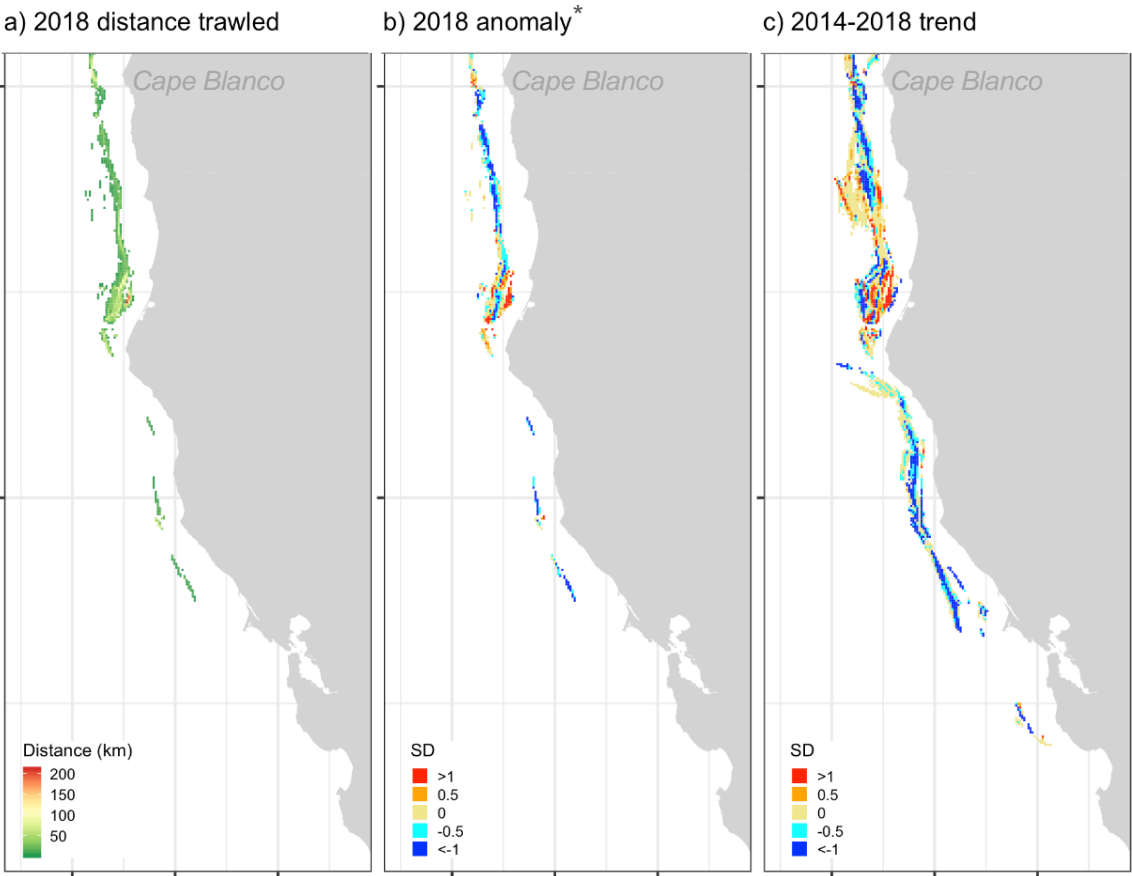 a) 2018 distance trawled
b) 2018 anomaly*
c) 2014-2018 trend
Cape Blanco
Cape Blanco
Cape Blanco
Distance (km)
200
150
100
50
SD
>1
0.5
0
-0.5
<-1
SD
>1
0.5
0
-0.5
<-1